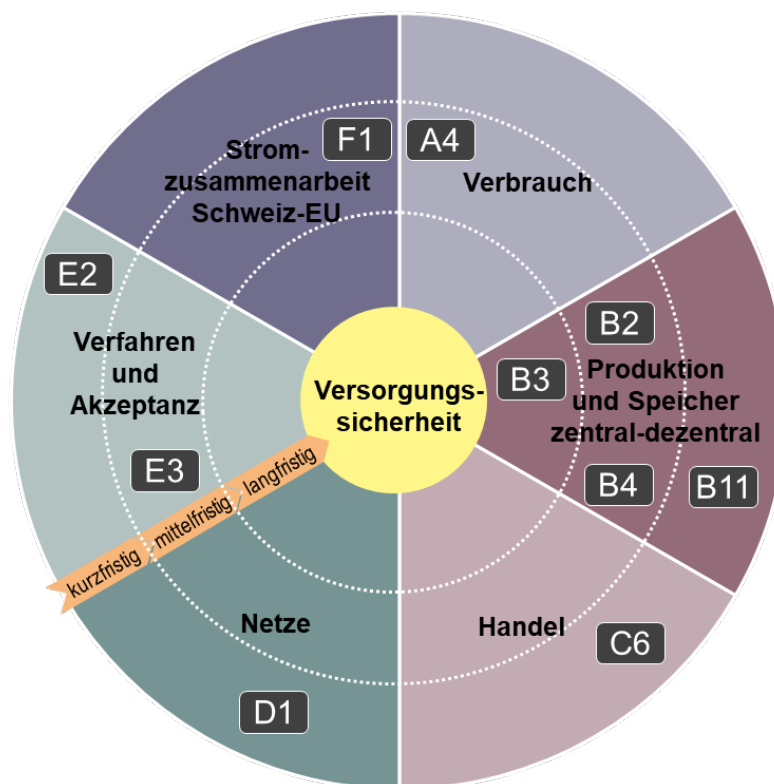 F1
A4
Strom-
zusammenarbeit
Schweiz-EU
Verbrauch
E2
B2
Verfahren
und
Akzeptanz
B3
Produktion
und Speicher
zentral-dezentral
Versorgungs-
sicherheit
E3
B4
B11
kurzfristig
mittelfristig
langfristig
Netze
Handel
C6
D1